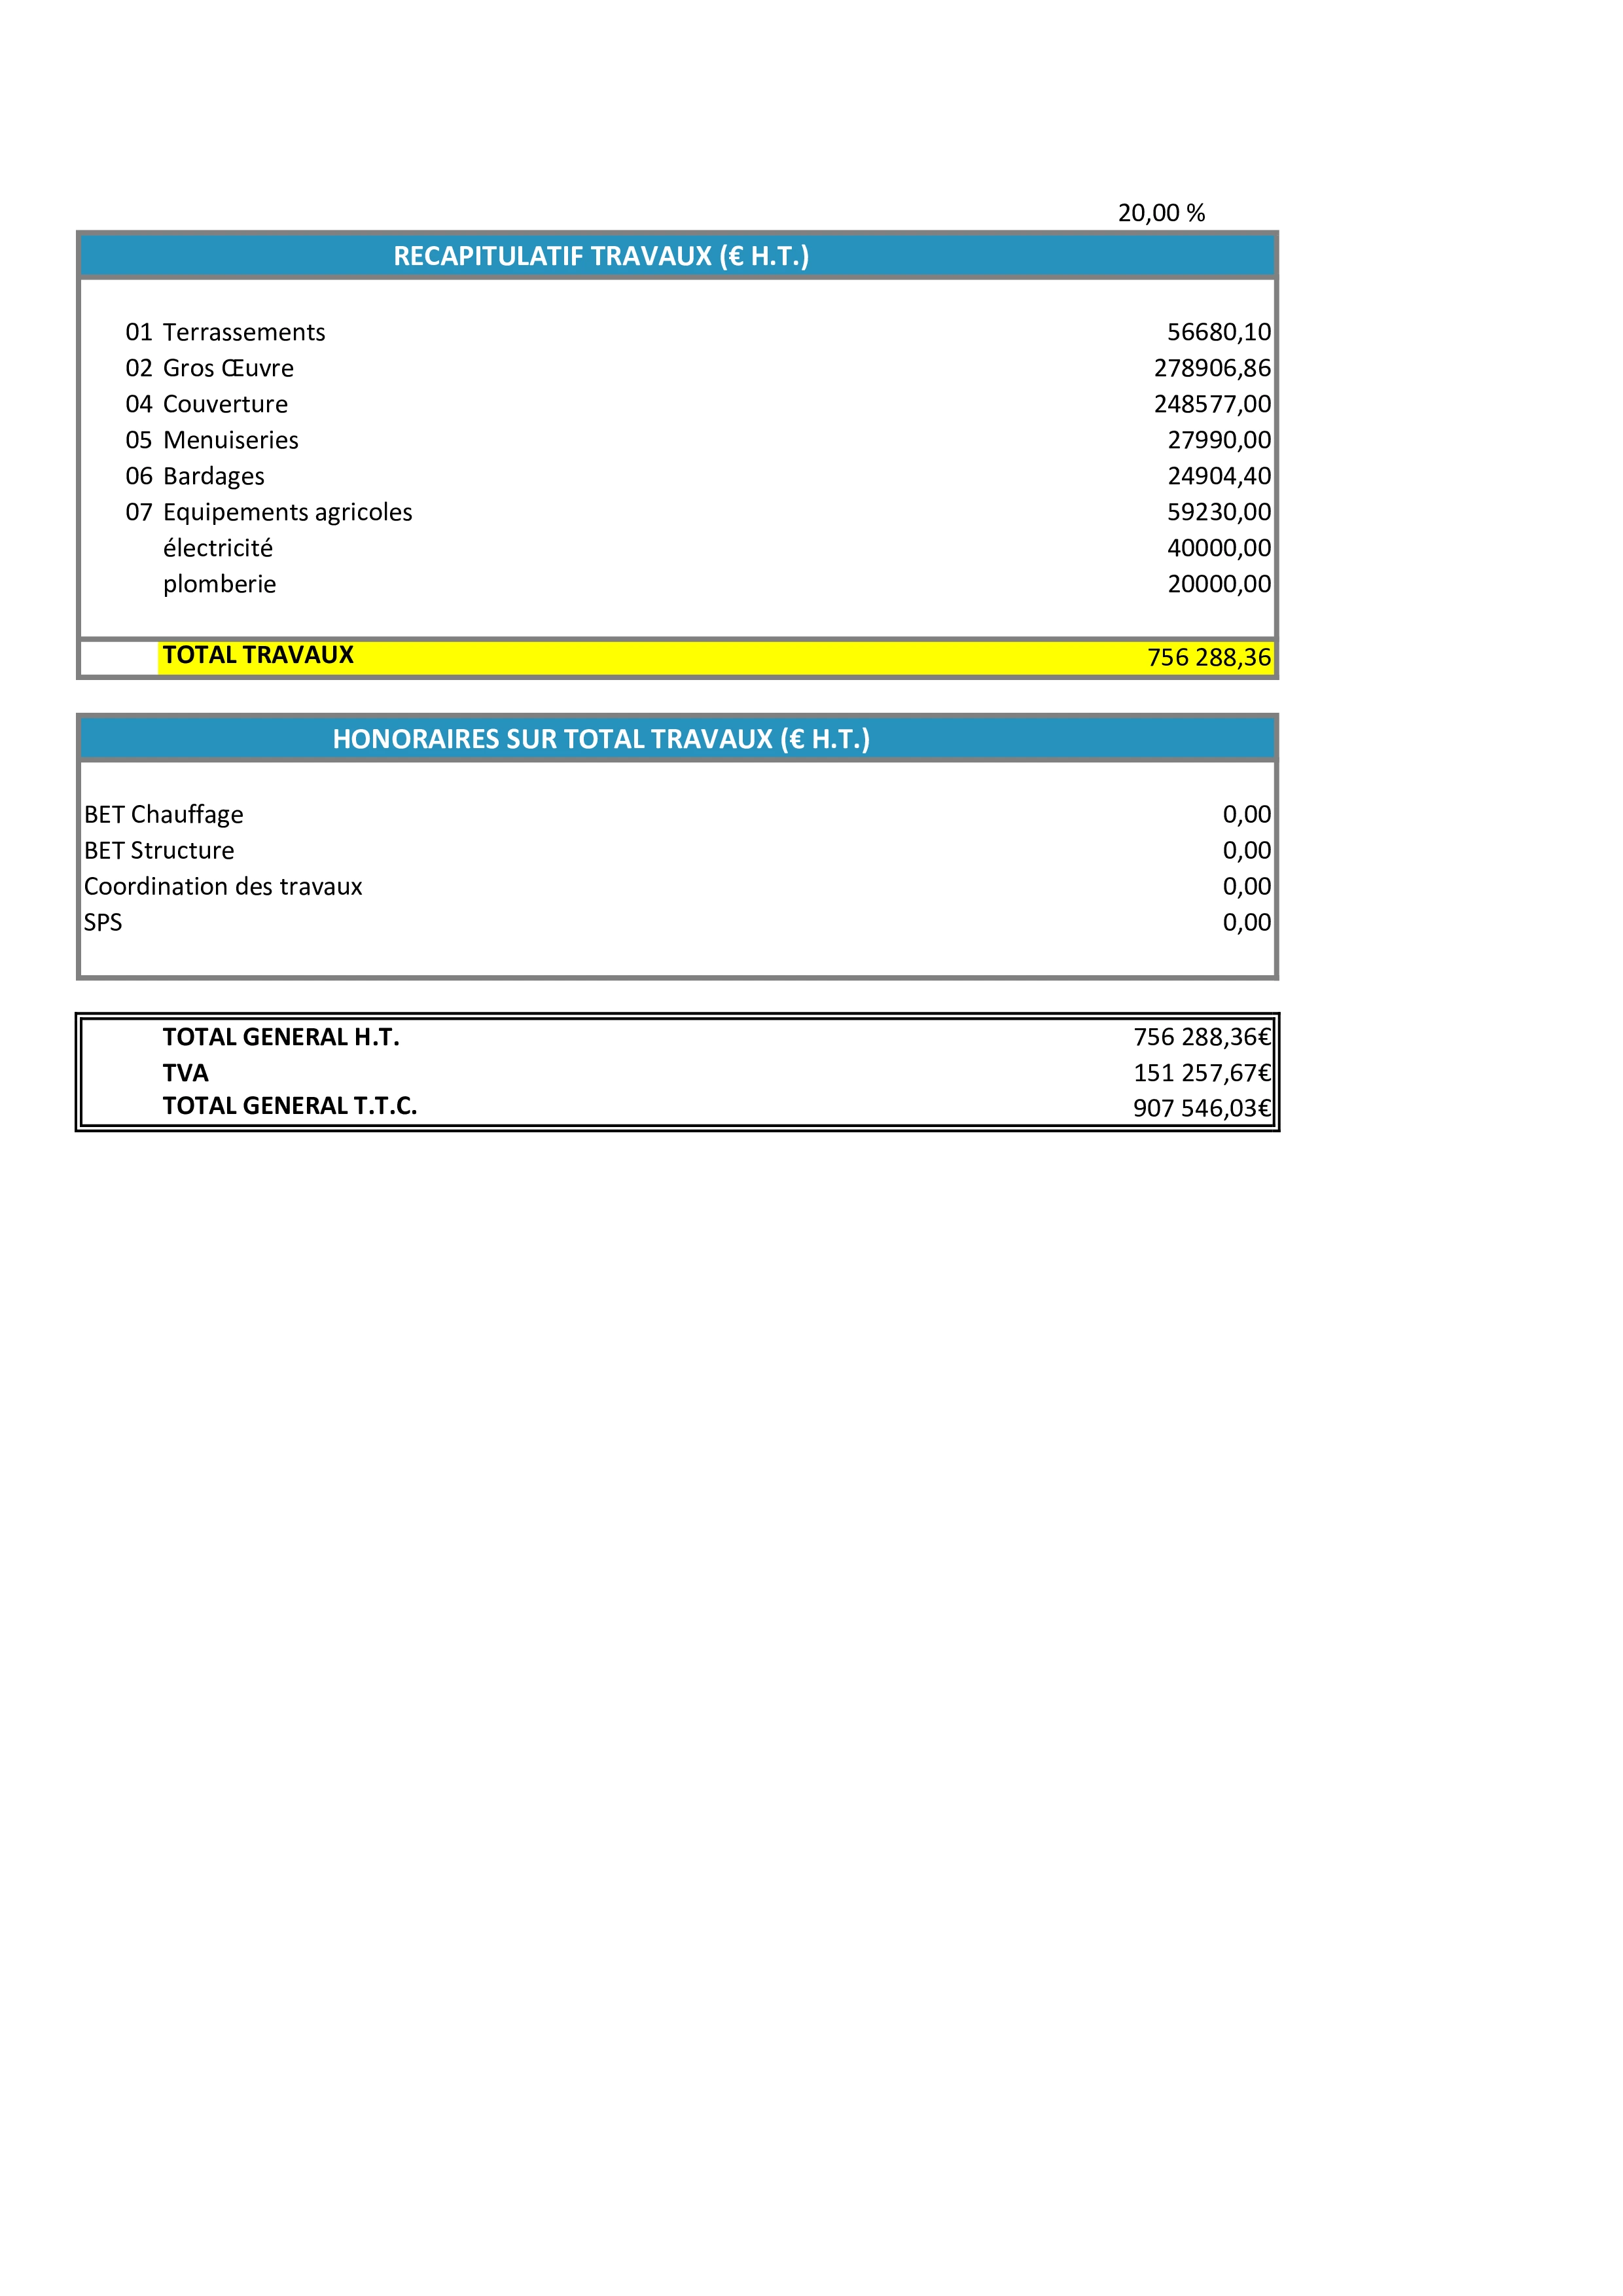 20,00 %
RECAPITULATIF TRAVAUX (€ H.T.)
01 Terrassements 56680,10
02 Gros Œuvre 278906,86
04 Couverture 248577,00
05 Menuiseries 27990,00
06 Bardages 24904,40
07 Equipements agricoles 59230,00
électricité 40000,00
plomberie 20000,00
TOTAL TRAVAUX 756 288,36
HONORAIRES SUR TOTAL TRAVAUX (€ H.T.)
BET Chauffage 0,00
BET Structure 0,00
Coordination des travaux 0,00
SPS 0,00
TOTAL GENERAL H.T. 756 288,36€
TVA 151 257,67€
TOTAL GENERAL T.T.C. 907 546,03€